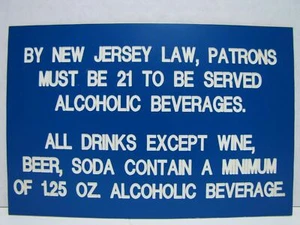 BY NEW JERSEY LAW, PATRONS
MUST BE 21 TO BE SERVED
ALCOHOLIC BEVERAGES.
ALL DRINKS EXCEPT WINE,
BEER, SODA CONTAIN A MINIMUM
OF 1.25 OZ. ALCOHOLIC BEVERAGE.